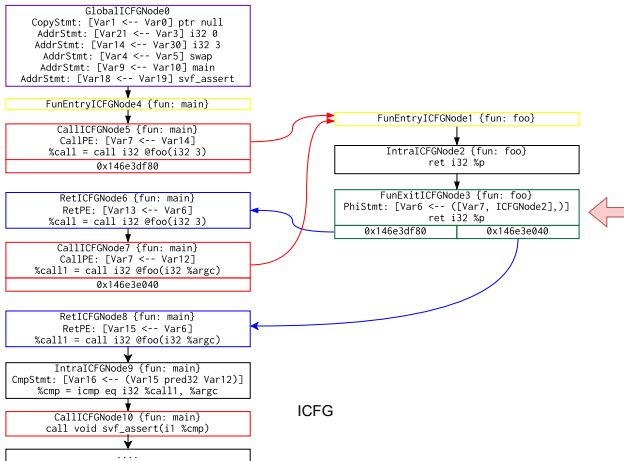 GlobalICFGNode0
CopyStmt: [Var1 <-- Var0] ptr null
AddrStmt: [Var21 <-- Var3] i32 0
AddrStmt: [Var14 <-- Var30] i32 3
AddrStmt: [Var4 <-- Var5] swap
AddrStmt: [Var9 <-- Var10] main
AddrStmt: [Var18 <-- Var19] svf_assert
FunEntryICFGNode4 {fun: main}
CallICFGNode5 {fun: main}
CallPE: [Var7 <-- Var14]
%call = call i32 @foo(i32 3)
0x146e3df80
RetICFGNode6 {fun: main}
RetPE: [Var13 <-- Var6]
%call = call i32 @foo(i32 3)
CallICFGNode7 {fun: main}
CallPE: [Var7 <-- Var12]
%call1 = call i32 @foo(i32 %argc)
0x146e3e040
RetICFGNode8 {fun: main}
RetPE: [Var15 <-- Var6]
%call1 = call i32 @foo(i32 %argc)
IntraICFGNode9 {fun: main}
CmpStmt: [Var16 <-- (Var15 pred32 Var12)]
%cmp = icmp eq i32 %call1, %argc
CallICFGNode10 {fun: main}
call void svf_assert(i1 %cmp)
....
FunEntryICFGNode1 {fun: foo}
IntraICFGNode2 {fun: foo}
ret i32 %p
FunExitICFGNode3 {fun: foo}
PhiStmt: [Var6 <-- ([Var7, ICFGNode2],)]
ret i32 %p
0x146e3df80 0x146e3e040
ICFG